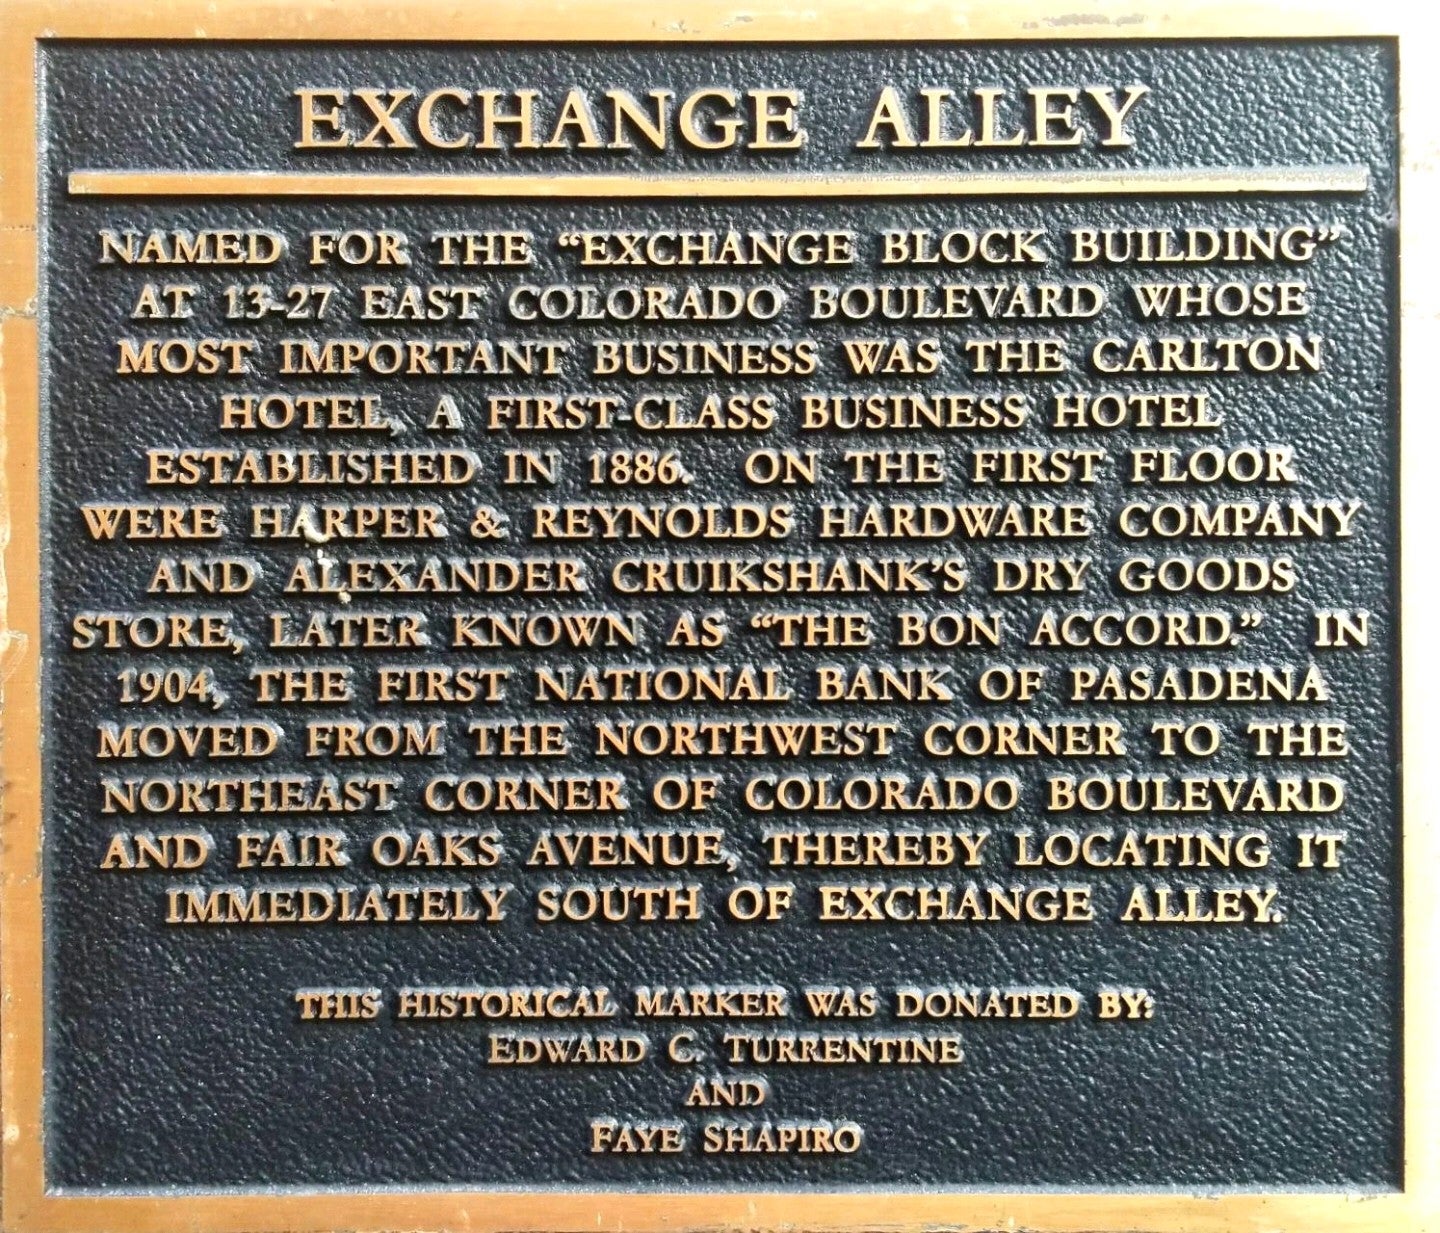 EXCHANGE ALLEY
NAMED FOR THE “EXCHANGE BLOCK BUILDING”
AT 13-27 EAST COLORADO BOULEVARD WHOSE
MOST IMPORTANT BUSINESS WAS THE CARLTON
HOTEL, A FIRST-CLASS BUSINESS HOTEL
ESTABLISHED IN 1886. ON THE FIRST FLOOR
WERE HARPER & REYNOLDS HARDWARE COMPANY
AND ALEXANDER CRUIKSHANK’S DRY GOODS
STORE, LATER KNOWN AS “THE BON ACCORD.” IN
1904, THE FIRST NATIONAL BANK OF PASADENA
MOVED FROM THE NORTHWEST CORNER TO THE
NORTHEAST CORNER OF COLORADO BOULEVARD
AND FAIR OAKS AVENUE, THEREBY LOCATING IT
IMMEDIATELY SOUTH OF EXCHANGE ALLEY.
THIS HISTORICAL MARKER WAS DONATED BY:
EDWARD C. TURRENTINE
AND
FAYE SHAPIRO